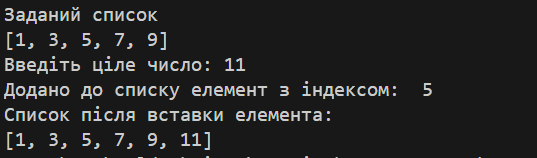 Заданий список
[1, 3, 5, 7, 9]
Введіть ціле число: 11
Додано до списку елемент з індексом:  5
Список після вставки елемента:
[1, 3, 5, 7, 9, 11]